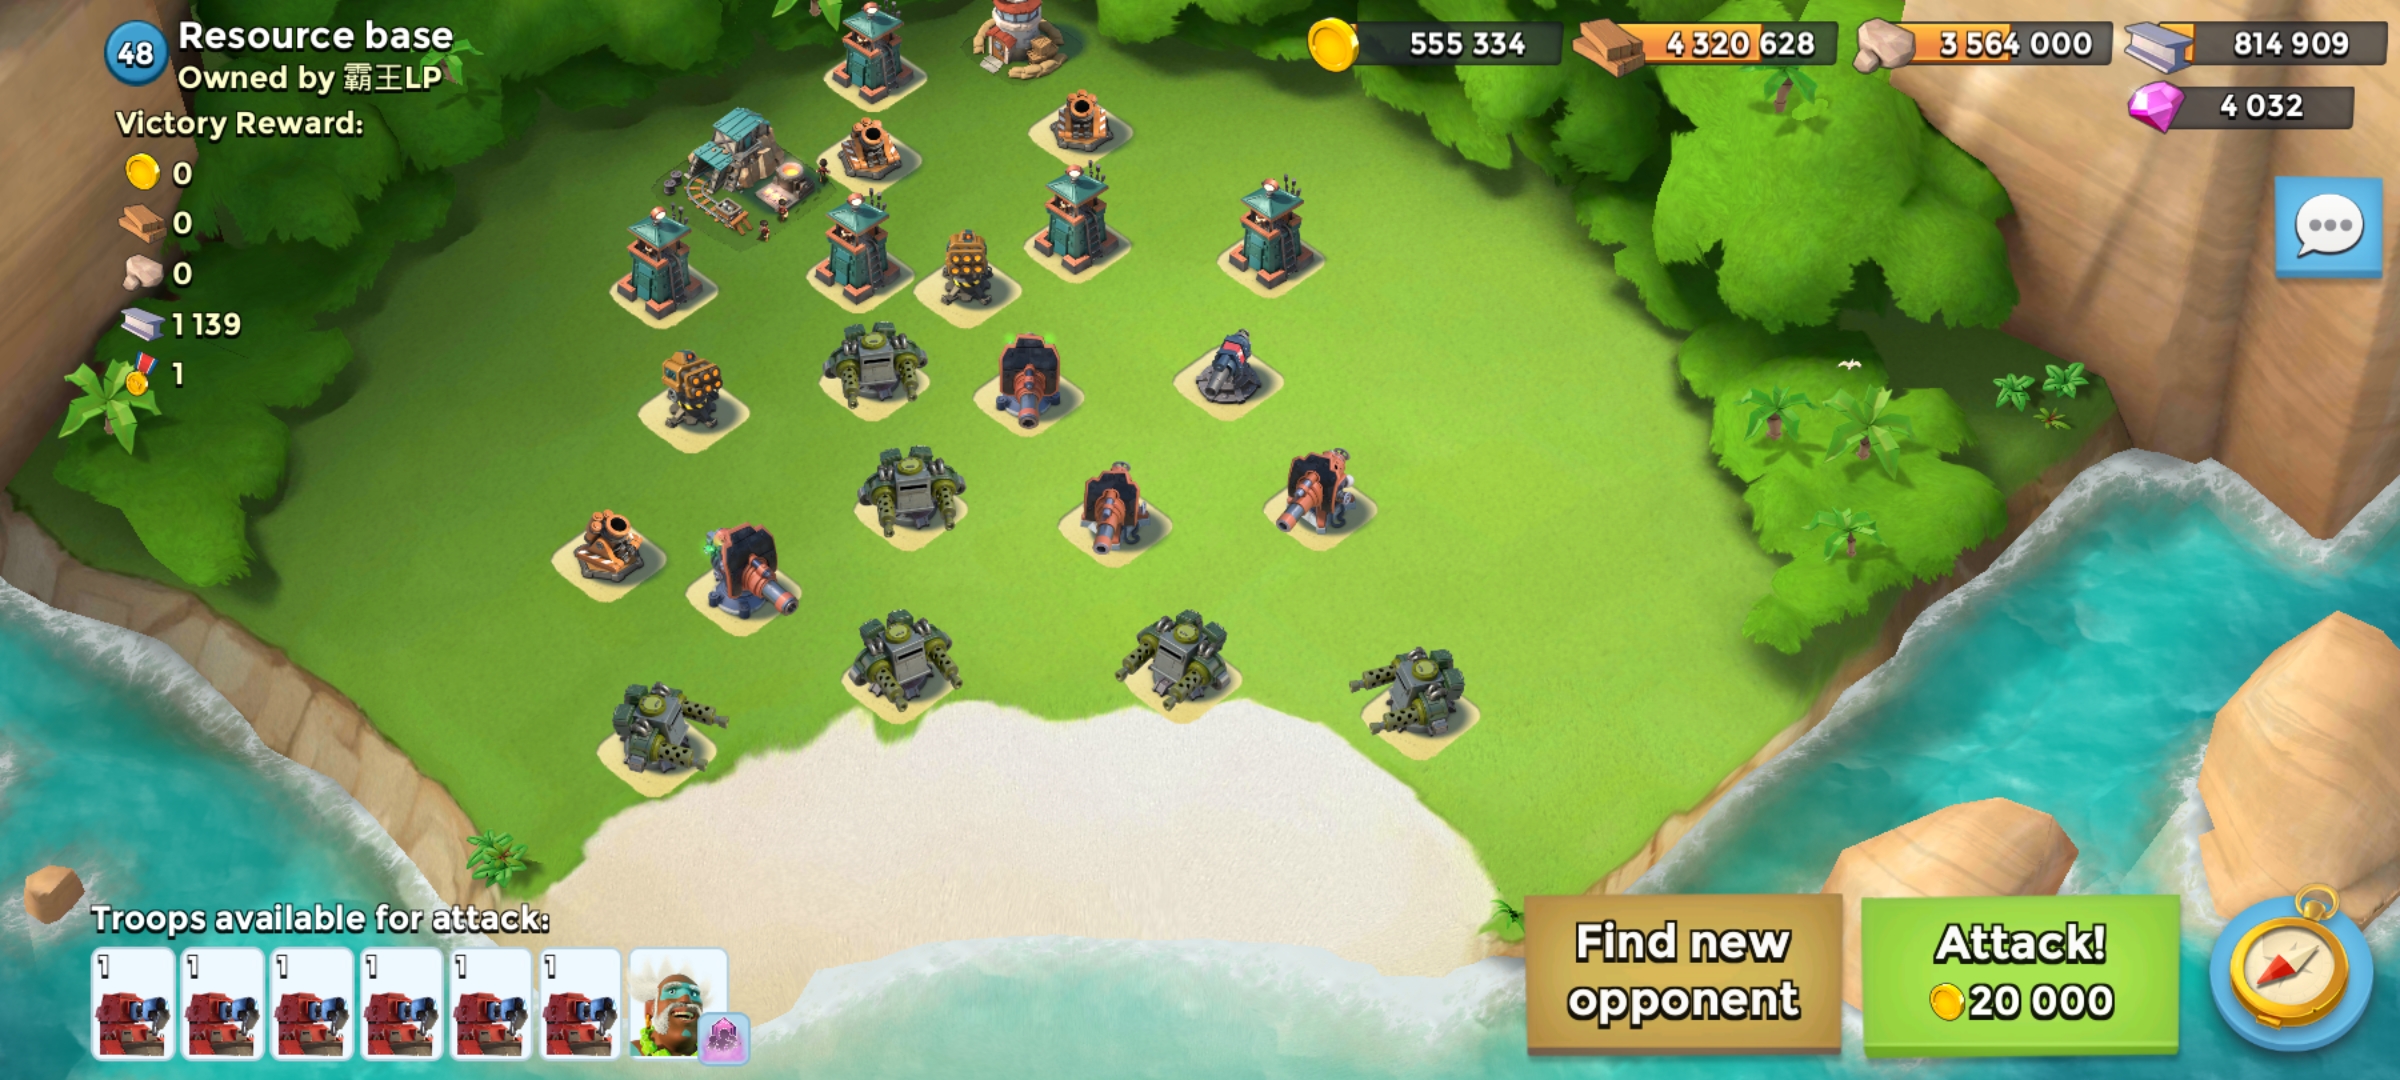 48
Resource base
Owned by 霸王LP
Victory Reward:
0
0
0
1 139
1
555 334
4 320 628
3 564 000
814 909
4 032
Troops available for attack:
1 1 1 1 1 1
Find new
opponent
Attack!
20 000